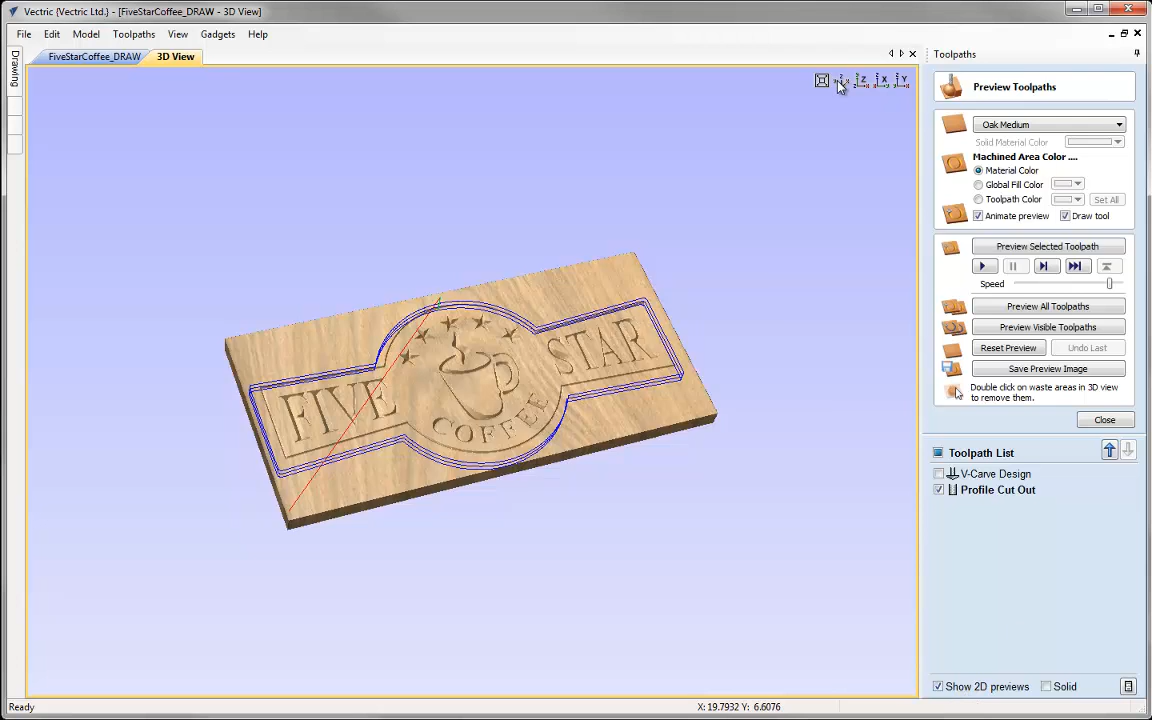 Vectric {Vectric Ltd.} - [FiveStarCoffee_DRAW - 3D View]
File Edit Model Toolpaths View Gadgets Help
FiveStarCoffee_DRAW 3D View
Drawing
FIVE STAR
COFFEE
Toolpaths
Preview Toolpaths
Oak Medium
Solid Material Color
Machined Area Color ....
Material Color
Global Fill Color
Toolpath Color Set All
Animate preview Draw tool
Preview Selected Toolpath
Speed
Preview All Toolpaths
Preview Visible Toolpaths
Reset Preview Undo Last
Save Preview Image
Double click on waste areas in 3D view
to remove them.
Close
Toolpath List
V-Carve Design
Profile Cut Out
Show 2D previews Solid
Ready X: 19.7932 Y: 6.6076